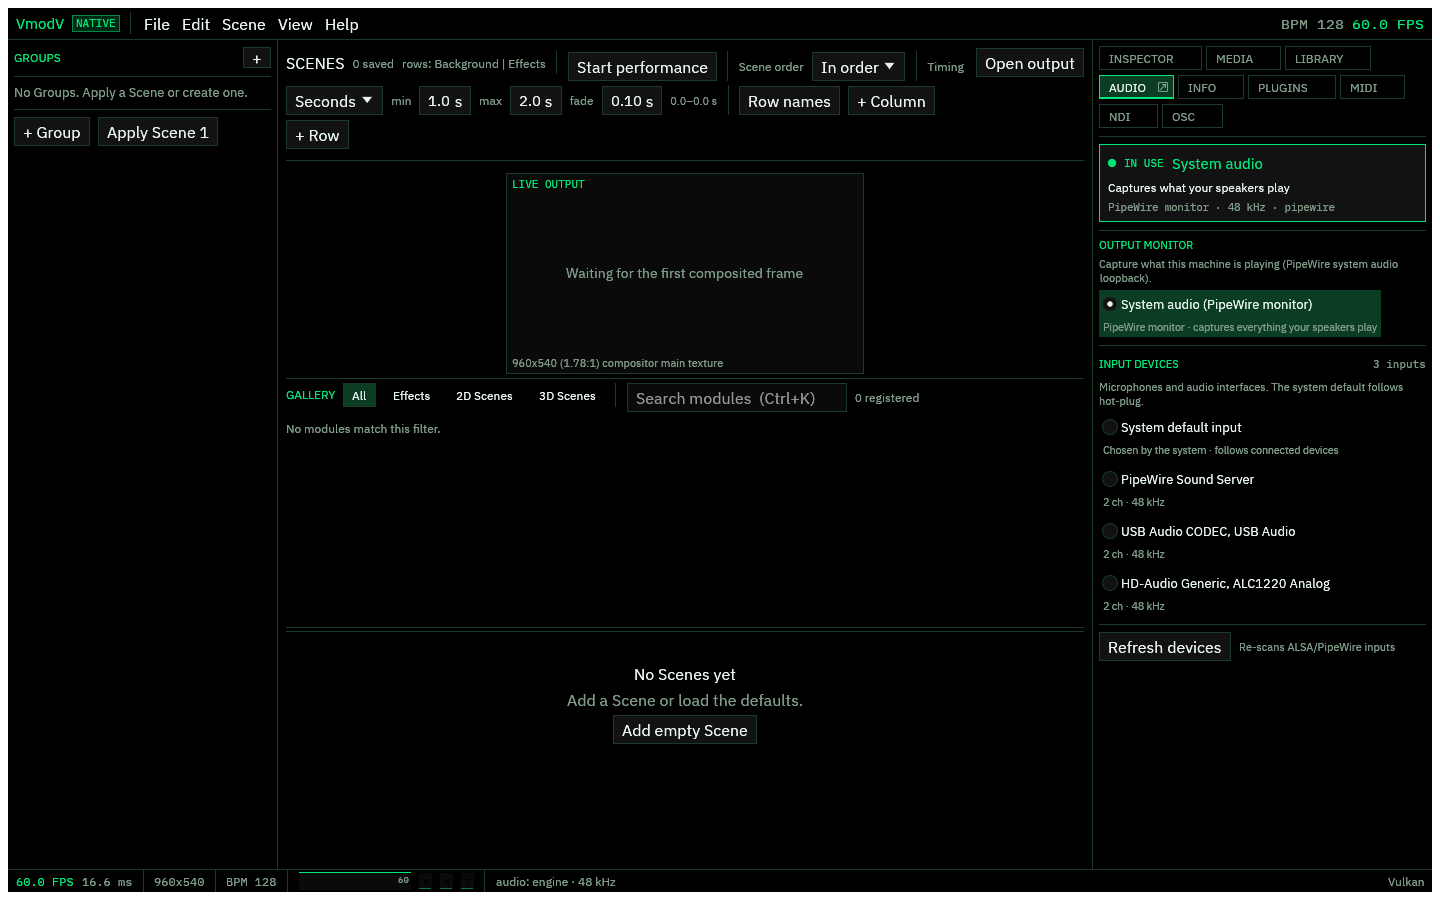 VmodV NATIVE File Edit Scene View Help BPM 128 60.0 FPS
GROUPS +
No Groups. Apply a Scene or create one.
+ Group Apply Scene 1
SCENES 0 saved rows: Background | Effects Start performance Scene order In order Timing Open output
Seconds min 1.0 s max 2.0 s fade 0.10 s 0.0–0.0 s Row names + Column
+ Row
LIVE OUTPUT
Waiting for the first composited frame
960x540 (1.78:1) compositor main texture
GALLERY All Effects 2D Scenes 3D Scenes Search modules (Ctrl+K) 0 registered
No modules match this filter.
No Scenes yet
Add a Scene or load the defaults.
Add empty Scene
INSPECTOR MEDIA LIBRARY
AUDIO INFO PLUGINS MIDI
NDI OSC
IN USE System audio
Captures what your speakers play
PipeWire monitor · 48 kHz · pipewire
OUTPUT MONITOR
Capture what this machine is playing (PipeWire system audio
loopback).
System audio (PipeWire monitor)
PipeWire monitor · captures everything your speakers play
INPUT DEVICES 3 inputs
Microphones and audio interfaces. The system default follows
hot-plug.
System default input
Chosen by the system · follows connected devices
PipeWire Sound Server
2 ch · 48 kHz
USB Audio CODEC, USB Audio
2 ch · 48 kHz
HD-Audio Generic, ALC1220 Analog
2 ch · 48 kHz
Refresh devices Re-scans ALSA/PipeWire inputs
60.0 FPS 16.6 ms 960x540 BPM 128 60 audio: engine · 48 kHz Vulkan